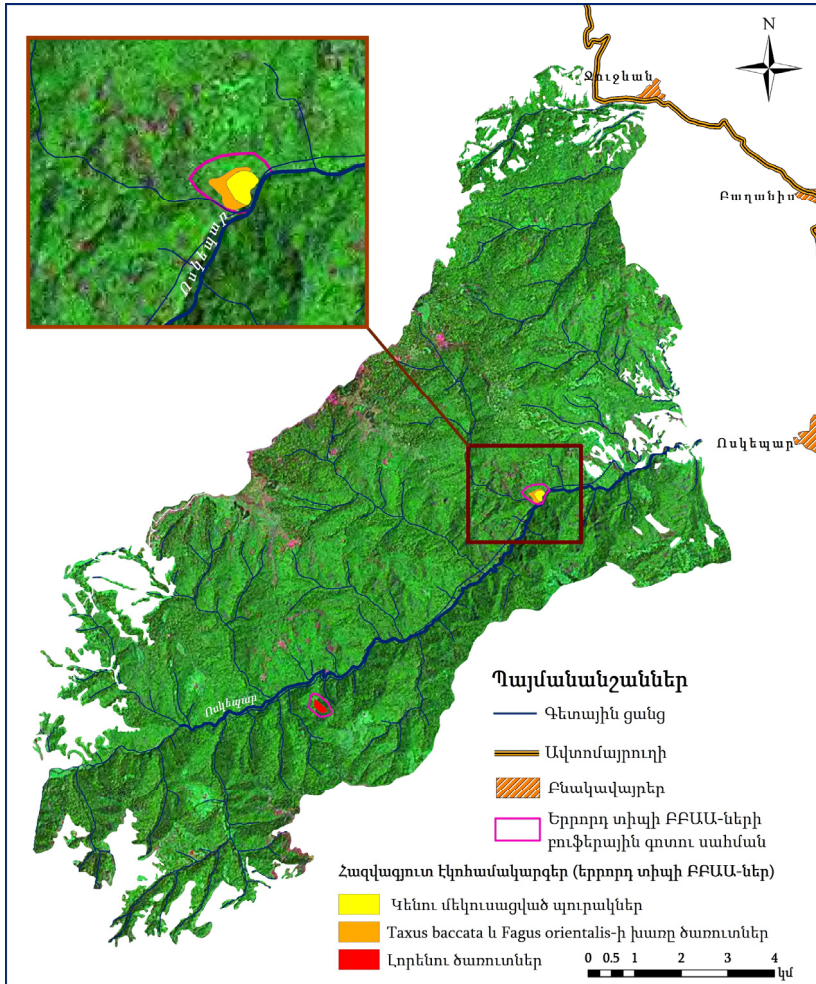 N
Ջուջևան
Բաղանիս
Ոսկեպար
Ոսկեպար
Ոսկեպար
Պայմանանշաններ
Գետային ցանց
Ավտոմայրուղի
Բնակավայրեր
Երրորդ տիպի ԲԲԱԱ-ների
բուֆերային գոտու սահման
Հազվագյուտ էկոհամակարգեր (երրորդ տիպի ԲԲԱԱ-ներ)
Կենու մեկուսացված պուրակներ
Taxus baccata և Fagus orientalis-ի խառը ծառուտներ
Լորենու ծառուտներ
0 0.5 1 2 3 4
կմ